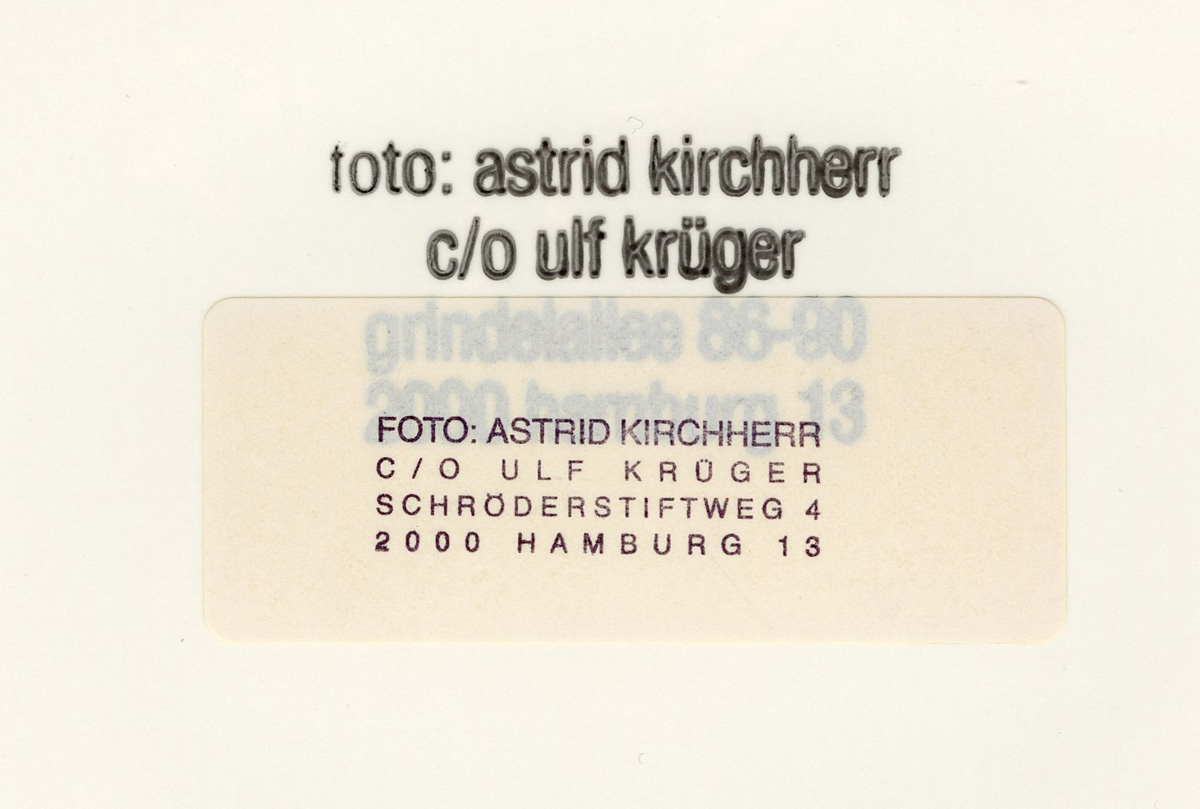 foto: astrid kirchherr
c/o ulf krüger
grindelallee 86-90
2000 hamburg 13
FOTO: ASTRID KIRCHHERR
C/O ULF KRÜGER
SCHRÖDERSTIFTWEG 4
2000 HAMBURG 13